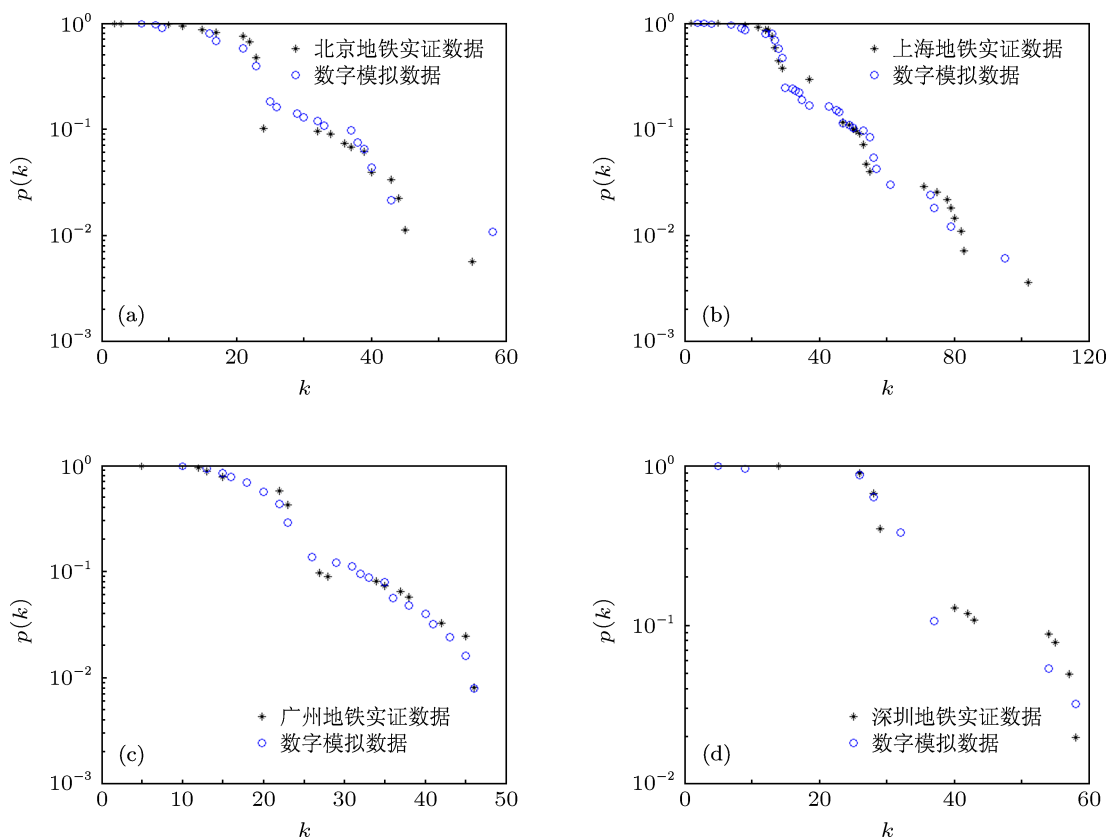 10^0
10^-1
10^-2
10^-3
p(k)
北京地铁实证数据
数字模拟数据
(a)
0 20 40 60
k
10^0
10^-1
10^-2
10^-3
p(k)
上海地铁实证数据
数字模拟数据
(b)
0 40 80 120
k
10^0
10^-1
10^-2
10^-3
p(k)
广州地铁实证数据
数字模拟数据
(c)
0 10 20 30 40 50
k
10^0
10^-1
10^-2
p(k)
深圳地铁实证数据
数字模拟数据
(d)
0 20 40 60
k